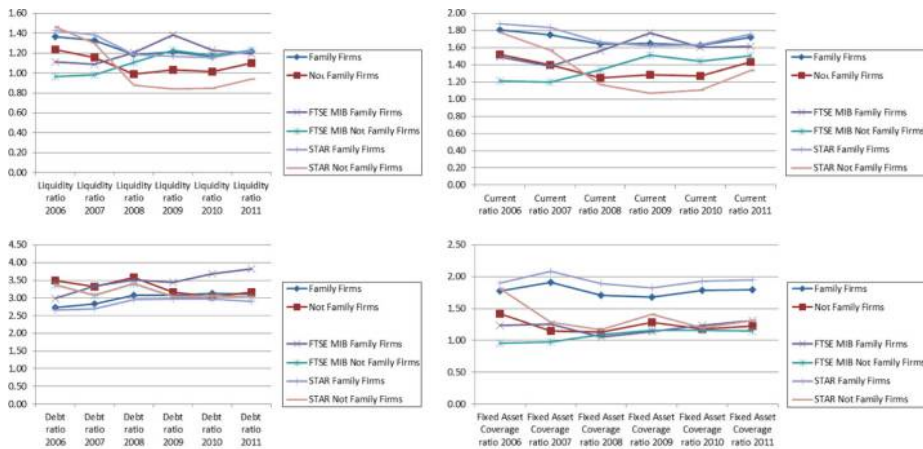 1.60
1.40
1.20
1.00
0.80
0.60
0.40
0.20
0.00
Liquidity ratio 2006
Liquidity ratio 2007
Liquidity ratio 2008
Liquidity ratio 2009
Liquidity ratio 2010
Liquidity ratio 2011
Family Firms
Not Family Firms
FTSE MIB Family Firms
FTSE MIB Not Family Firms
STAR Family Firms
STAR Not Family Firms
2.00
1.80
1.60
1.40
1.20
1.00
0.80
0.60
0.40
0.20
0.00
Current ratio 2006
Current ratio 2007
Current ratio 2008
Current ratio 2009
Current ratio 2010
Current ratio 2011
Family Firms
Not Family Firms
FTSE MIB Family Firms
FTSE MIB Not Family Firms
STAR Family Firms
STAR Not Family Firms
4.50
4.00
3.50
3.00
2.50
2.00
1.50
1.00
0.50
0.00
Debt ratio 2006
Debt ratio 2007
Debt ratio 2008
Debt ratio 2009
Debt ratio 2010
Debt ratio 2011
Family Firms
Not Family Firms
FTSE MIB Family Firms
FTSE MIB Not Family Firms
STAR Family Firms
STAR Not Family Firms
2.50
2.00
1.50
1.00
0.50
0.00
Fixed Asset Coverage ratio 2006
Fixed Asset Coverage ratio 2007
Fixed Asset Coverage ratio 2008
Fixed Asset Coverage ratio 2009
Fixed Asset Coverage ratio 2010
Fixed Asset Coverage ratio 2011
Family Firms
Not Family Firms
FTSE MIB Family Firms
FTSE MIB Not Family Firms
STAR Family Firms
STAR Not Family Firms